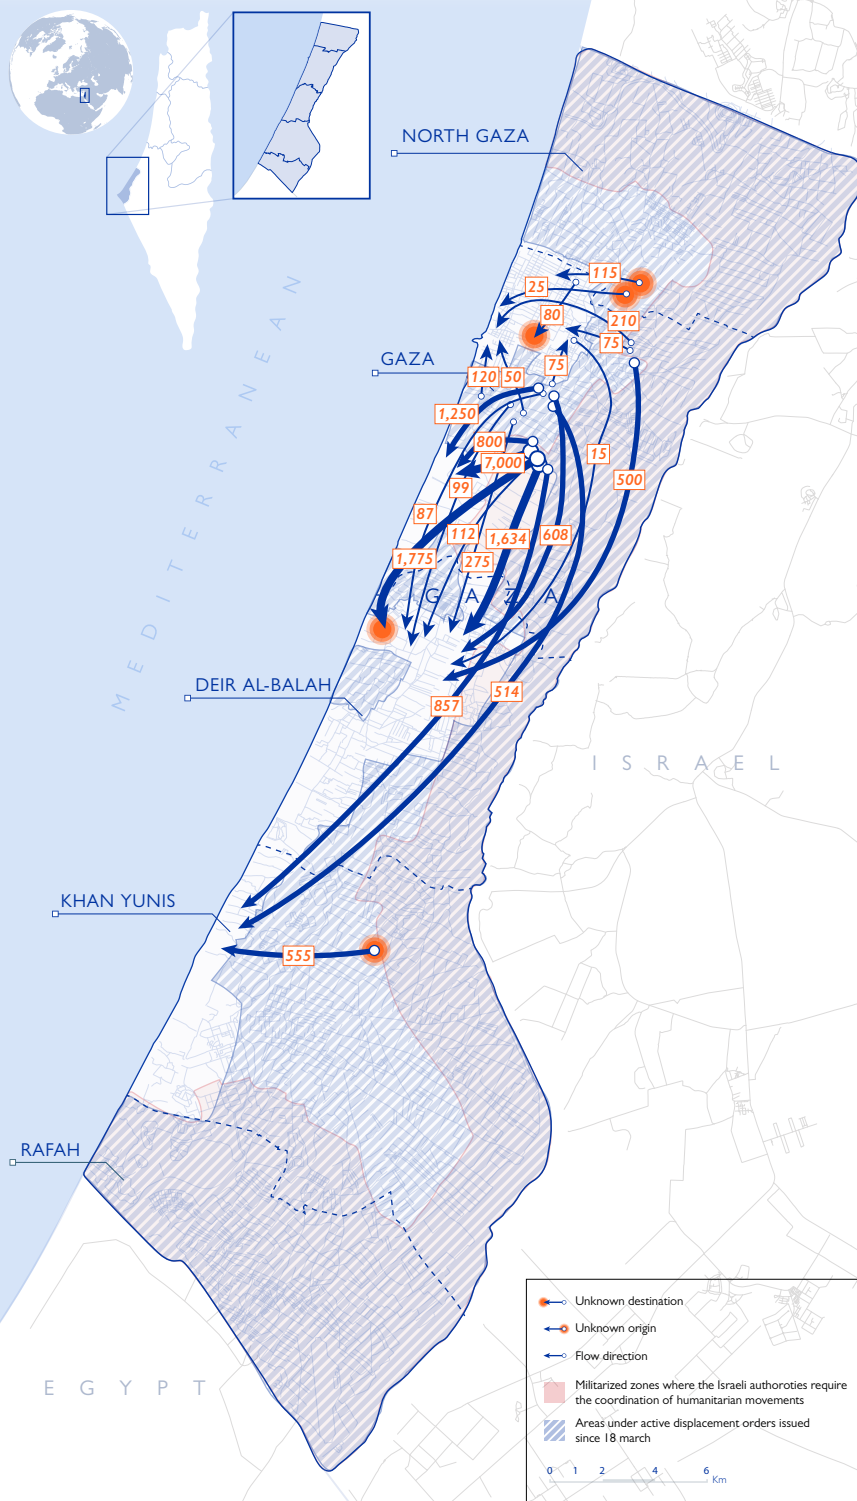 NORTH GAZA
115
25
80
210
75
GAZA
75
120
50
1,250
800
7,000
15
500
99
87
112
1,634
608
1,775
275
G A Z A
MEDITERRANEAN
DEIR AL-BALAH
514
857
ISRAEL
KHAN YUNIS
555
RAFAH
EGYPT
Unknown destination
Unknown origin
Flow direction
Militarized zones where the Israeli authoroties require
the coordination of humanitarian movements
Areas under active displacement orders issued
since 18 march
0 1 2 4 6
Km